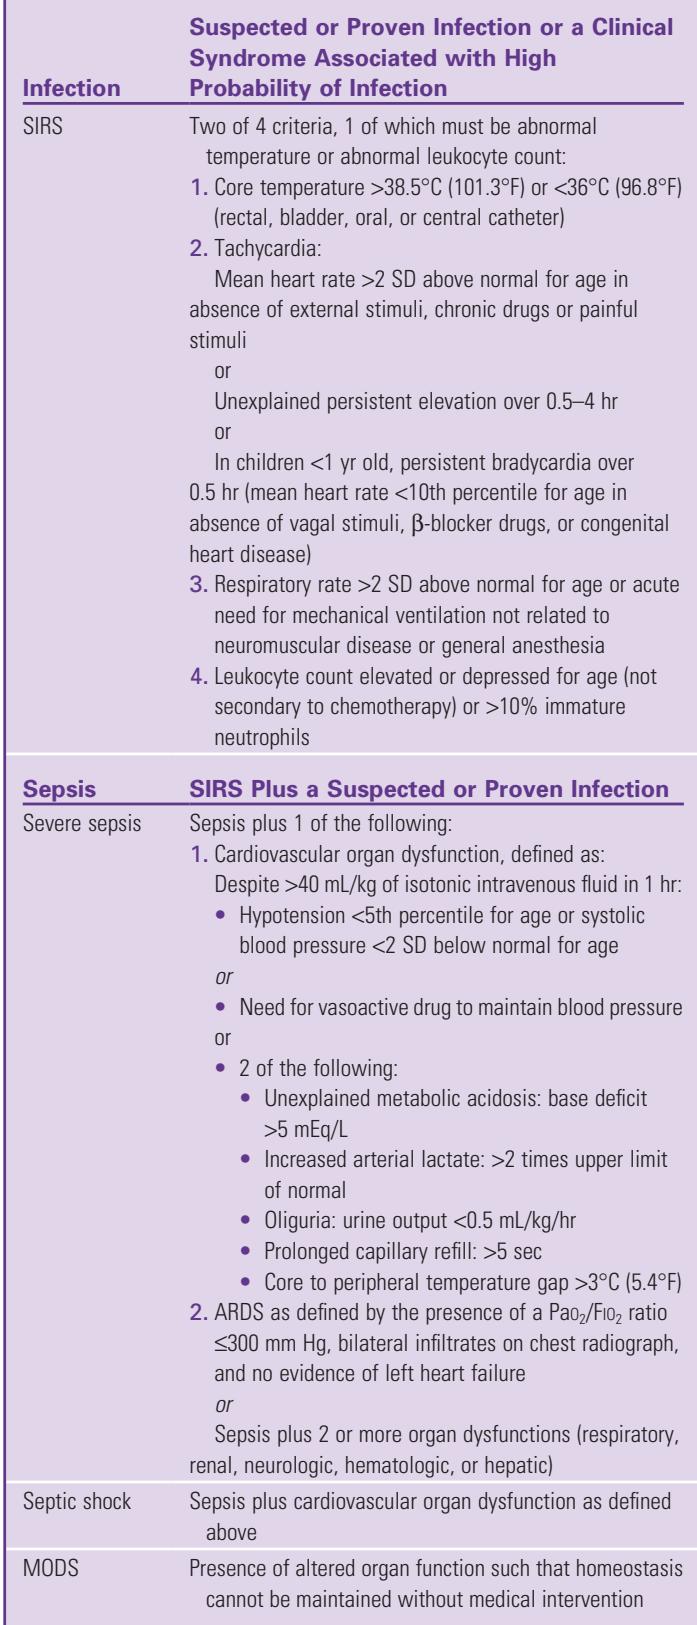 Infection Suspected or Proven Infection or a Clinical
Syndrome Associated with High
Probability of Infection
SIRS Two of 4 criteria, 1 of which must be abnormal
temperature or abnormal leukocyte count:
1. Core temperature >38.5°C (101.3°F) or <36°C (96.8°F)
(rectal, bladder, oral, or central catheter)
2. Tachycardia:
Mean heart rate >2 SD above normal for age in
absence of external stimuli, chronic drugs or painful
stimuli
or
Unexplained persistent elevation over 0.5–4 hr
or
In children <1 yr old, persistent bradycardia over
0.5 hr (mean heart rate <10th percentile for age in
absence of vagal stimuli, β-blocker drugs, or congenital
heart disease)
3. Respiratory rate >2 SD above normal for age or acute
need for mechanical ventilation not related to
neuromuscular disease or general anesthesia
4. Leukocyte count elevated or depressed for age (not
secondary to chemotherapy) or >10% immature
neutrophils
Sepsis SIRS Plus a Suspected or Proven Infection
Severe sepsis Sepsis plus 1 of the following:
1. Cardiovascular organ dysfunction, defined as:
Despite >40 mL/kg of isotonic intravenous fluid in 1 hr:
• Hypotension <5th percentile for age or systolic
blood pressure <2 SD below normal for age
or
• Need for vasoactive drug to maintain blood pressure
or
• 2 of the following:
• Unexplained metabolic acidosis: base deficit
>5 mEq/L
• Increased arterial lactate: >2 times upper limit
of normal
• Oliguria: urine output <0.5 mL/kg/hr
• Prolonged capillary refill: >5 sec
• Core to peripheral temperature gap >3°C (5.4°F)
2. ARDS as defined by the presence of a PaO₂/FIO₂ ratio
≤300 mm Hg, bilateral infiltrates on chest radiograph,
and no evidence of left heart failure
or
Sepsis plus 2 or more organ dysfunctions (respiratory,
renal, neurologic, hematologic, or hepatic)
Septic shock Sepsis plus cardiovascular organ dysfunction as defined
above
MODS Presence of altered organ function such that homeostasis
cannot be maintained without medical intervention